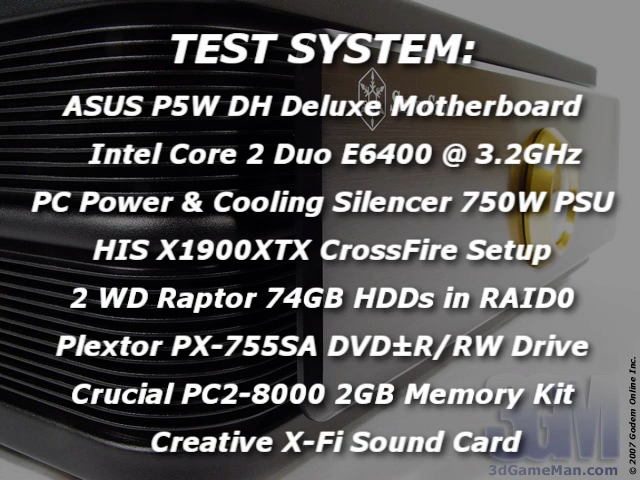 TEST SYSTEM:
ASUS P5W DH Deluxe Motherboard
Intel Core 2 Duo E6400 @ 3.2GHz
PC Power & Cooling Silencer 750W PSU
HIS X1900XTX CrossFire Setup
2 WD Raptor 74GB HDDs in RAID0
Plextor PX-755SA DVD±R/RW Drive
Crucial PC2-8000 2GB Memory Kit
Creative X-Fi Sound Card
3GM
3dGameMan.com
© 2007 Godem Online Inc.